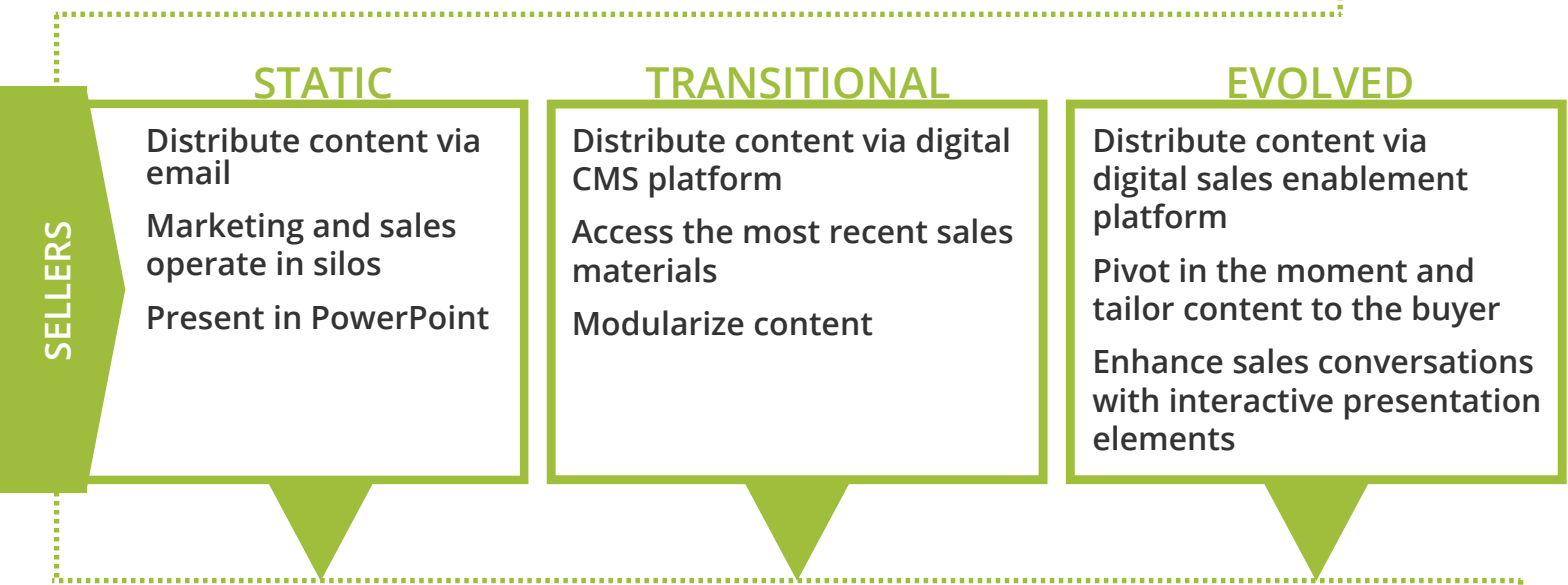 SELLERS
STATIC
Distribute content via
email
Marketing and sales
operate in silos
Present in PowerPoint
TRANSITIONAL
Distribute content via digital
CMS platform
Access the most recent sales
materials
Modularize content
EVOLVED
Distribute content via
digital sales enablement
platform
Pivot in the moment and
tailor content to the buyer
Enhance sales conversations
with interactive presentation
elements